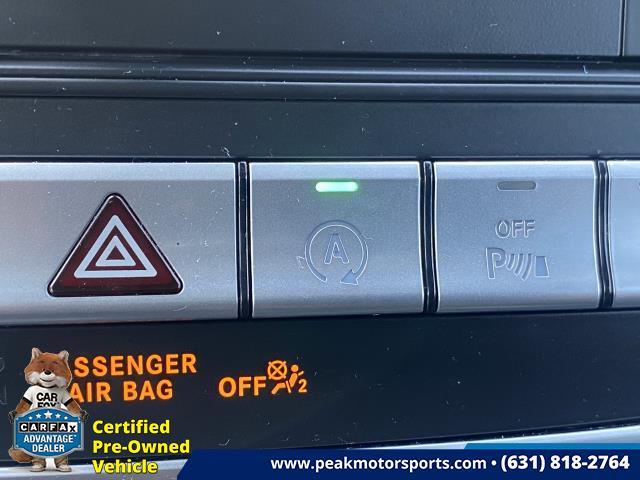 A
OFF
P
SSENGER
AIR BAG
OFF
2
CAR
FOX
CARFAX
ADVANTAGE
DEALER
Certified
Pre-Owned
Vehicle
www.peakmotorsports.com • (631) 818-2764